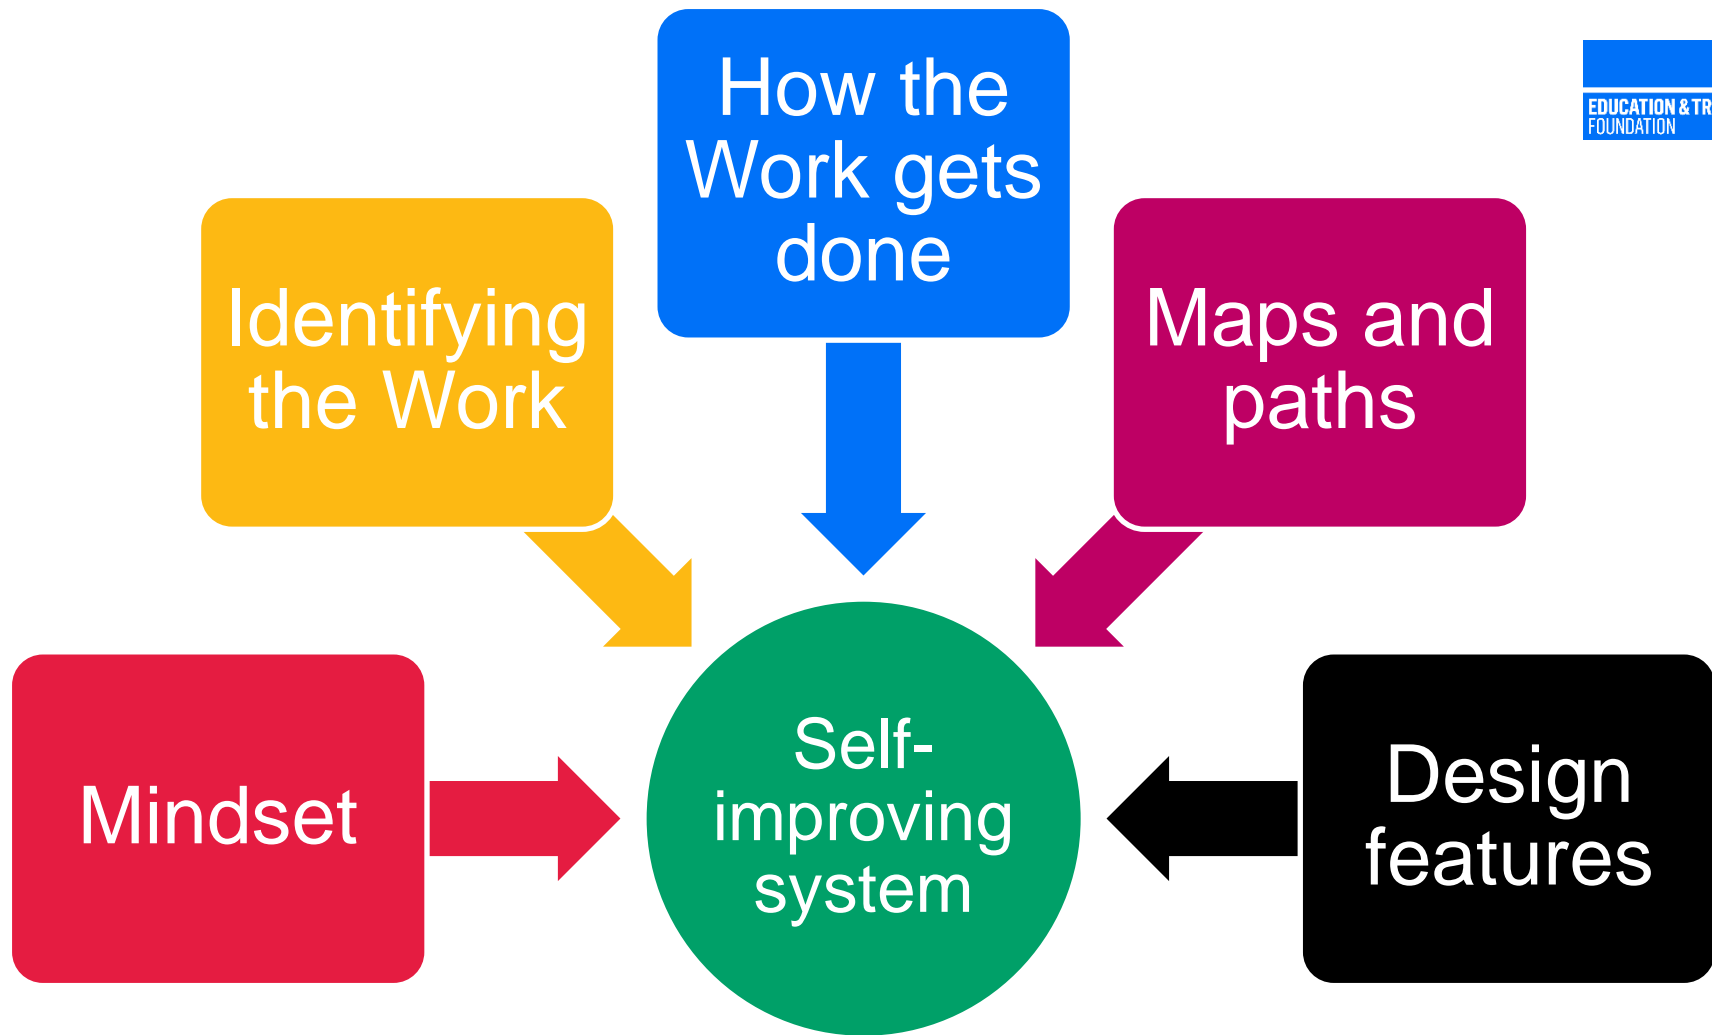 How the
Work gets
done
EDUCATION & TR
FOUNDATION
Identifying
the Work
Maps and
paths
Mindset
Self-
improving
system
Design
features